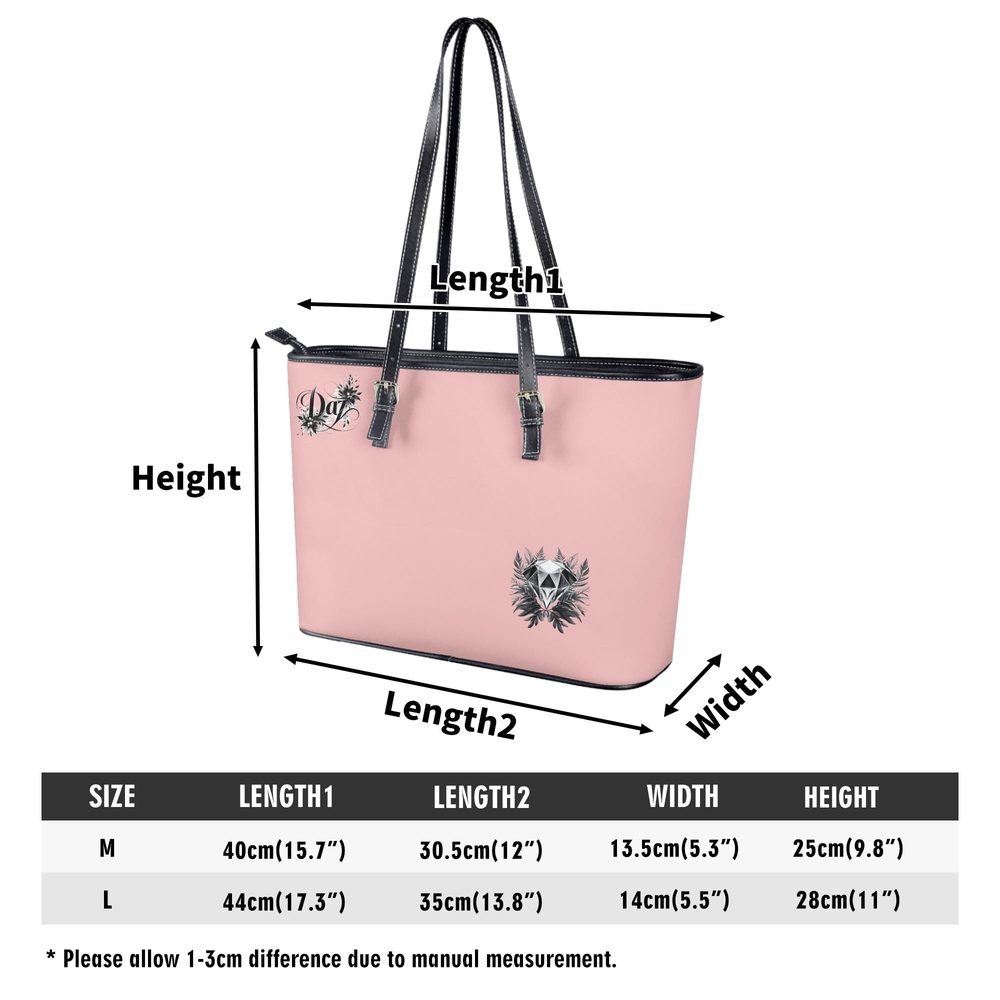 Length1
Daz
Height
Length2
Width
SIZE LENGTH1 LENGTH2 WIDTH HEIGHT
M 40cm(15.7”) 30.5cm(12”) 13.5cm(5.3”) 25cm(9.8”)
L 44cm(17.3”) 35cm(13.8”) 14cm(5.5”) 28cm(11”)
* Please allow 1-3cm difference due to manual measurement.